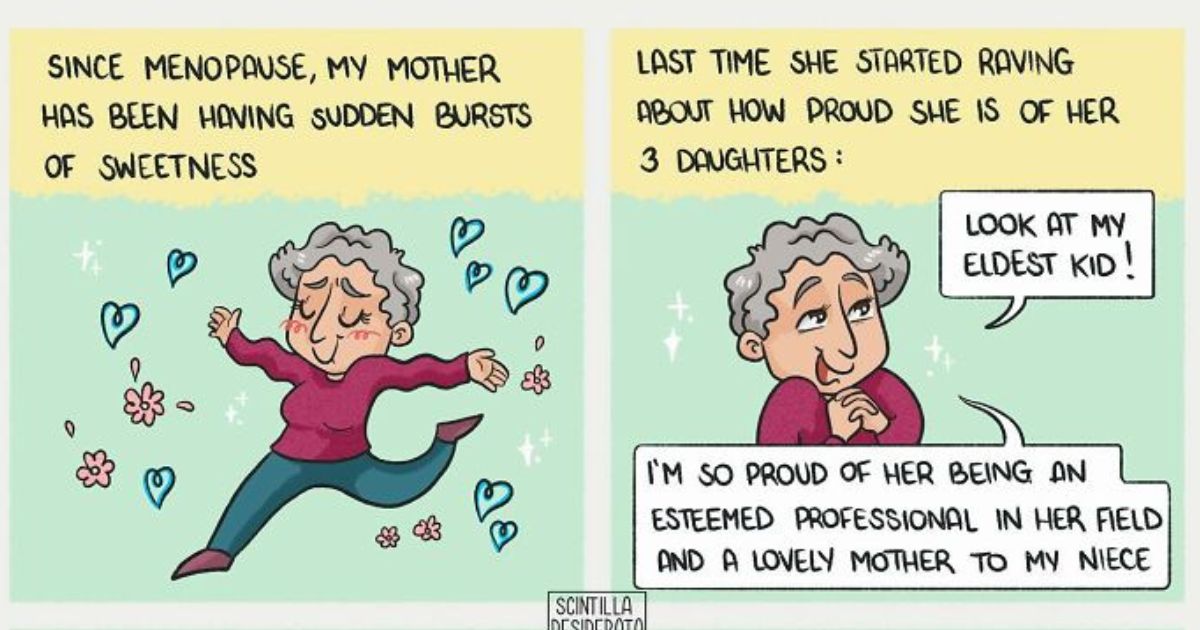 SINCE MENOPAUSE, MY MOTHER
HAS BEEN HAVING SUDDEN BURSTS
OF SWEETNESS
LAST TIME SHE STARTED RAVING
ABOUT HOW PROUD SHE IS OF HER
3 DAUGHTERS:
LOOK AT MY
ELDEST KID!
I'M SO PROUD OF HER BEING AN
ESTEEMED PROFESSIONAL IN HER FIELD
AND A LOVELY MOTHER TO MY NIECE
SCINTILLA
DESIDERATA